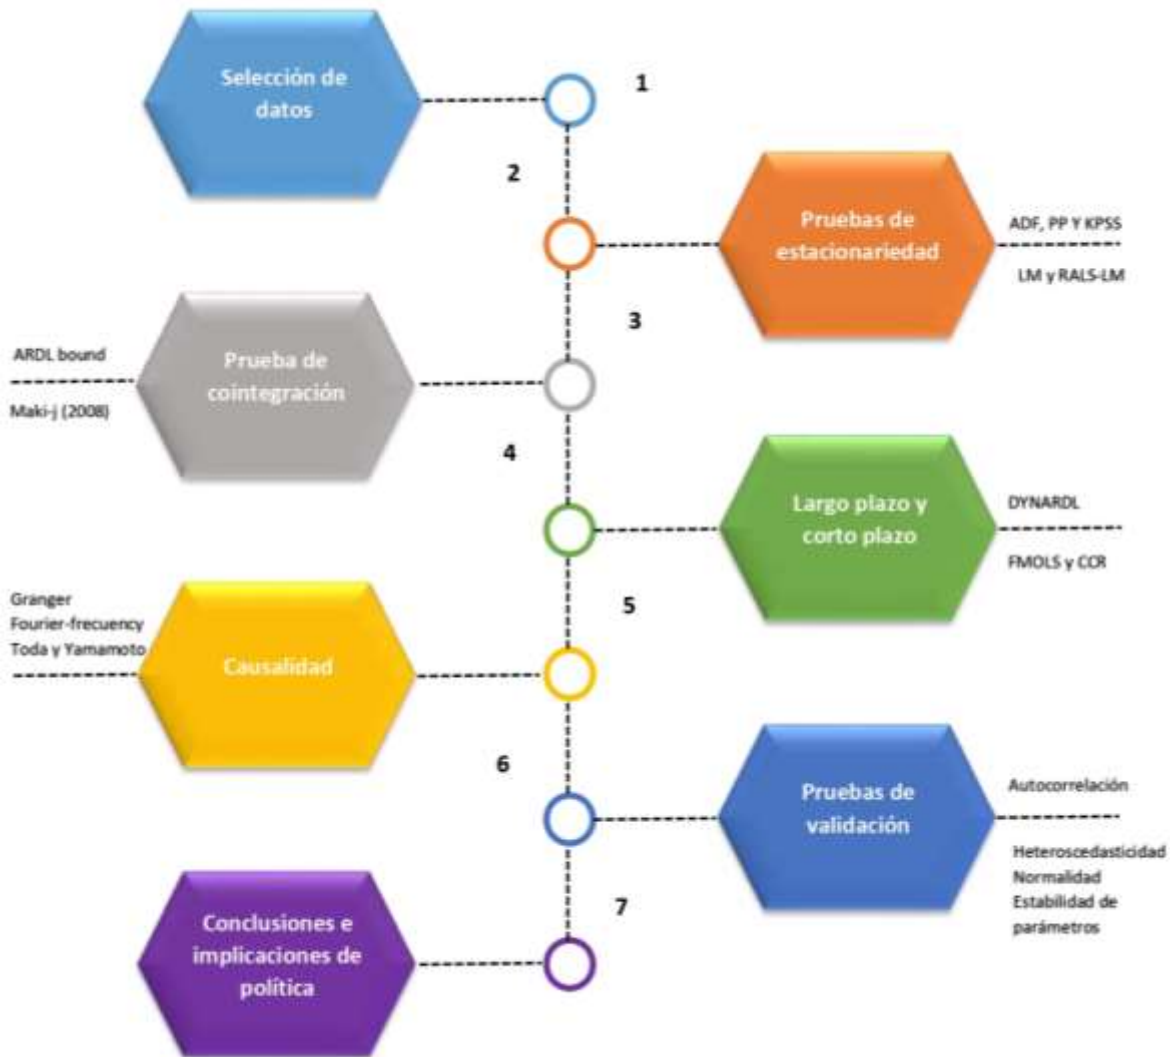 1
Selección de
datos
2
Pruebas de
estacionariedad
ADF, PP Y KPSS
LM y RALS-LM
3
ARDL bound
Maki-j (2008)
Prueba de
cointegración
4
Largo plazo y
corto plazo
DYNARDL
FMOLS y CCR
5
Granger
Fourier-frecuency
Toda y Yamamoto
Causalidad
6
Pruebas de
validación
Autocorrelación
Heteroscedasticidad
Normalidad
Estabilidad de
parámetros
7
Conclusiones e
implicaciones de
política